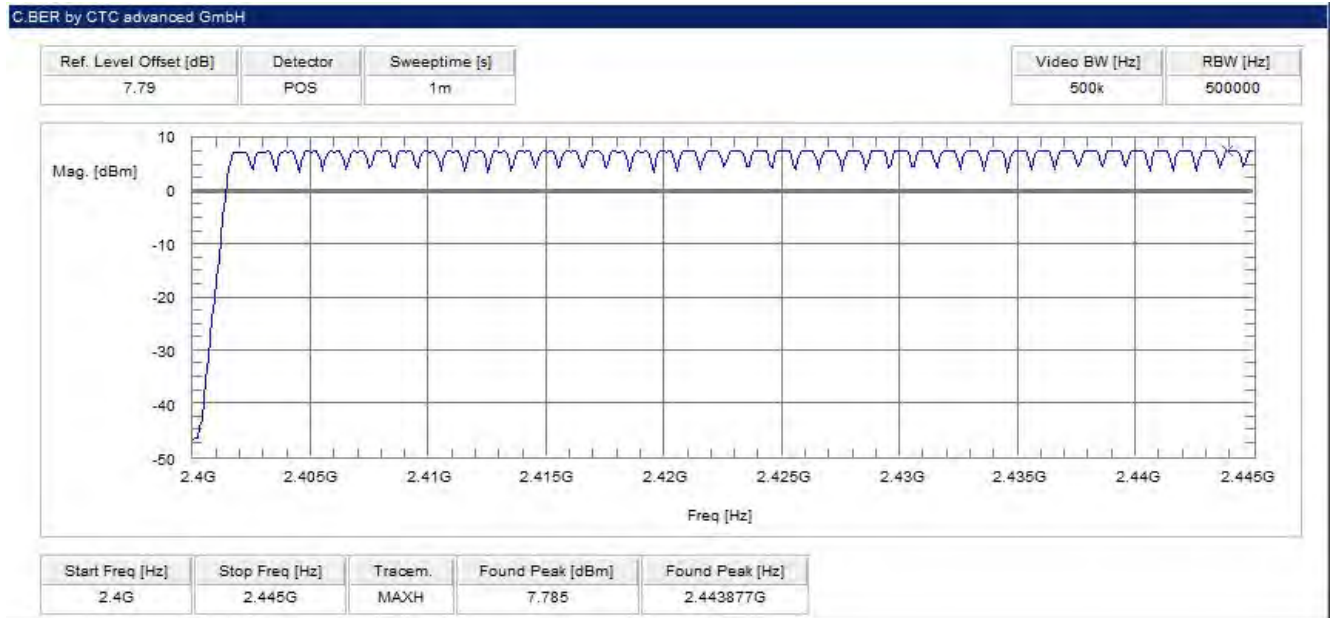 C.BER by CTC advanced GmbH
Ref. Level Offset [dB] Detector Sweeptime [s] Video BW [Hz] RBW [Hz]
7.79 POS 1m 500k 500000
10
Mag. [dBm]
0
-10
-20
-30
-40
-50
2.4G 2.405G 2.41G 2.415G 2.42G 2.425G 2.43G 2.435G 2.44G 2.445G
Freq [Hz]
Start Freq [Hz] Stop Freq [Hz] Tracem. Found Peak [dBm] Found Peak [Hz]
2.4G 2.445G MAXH 7.785 2.443877G